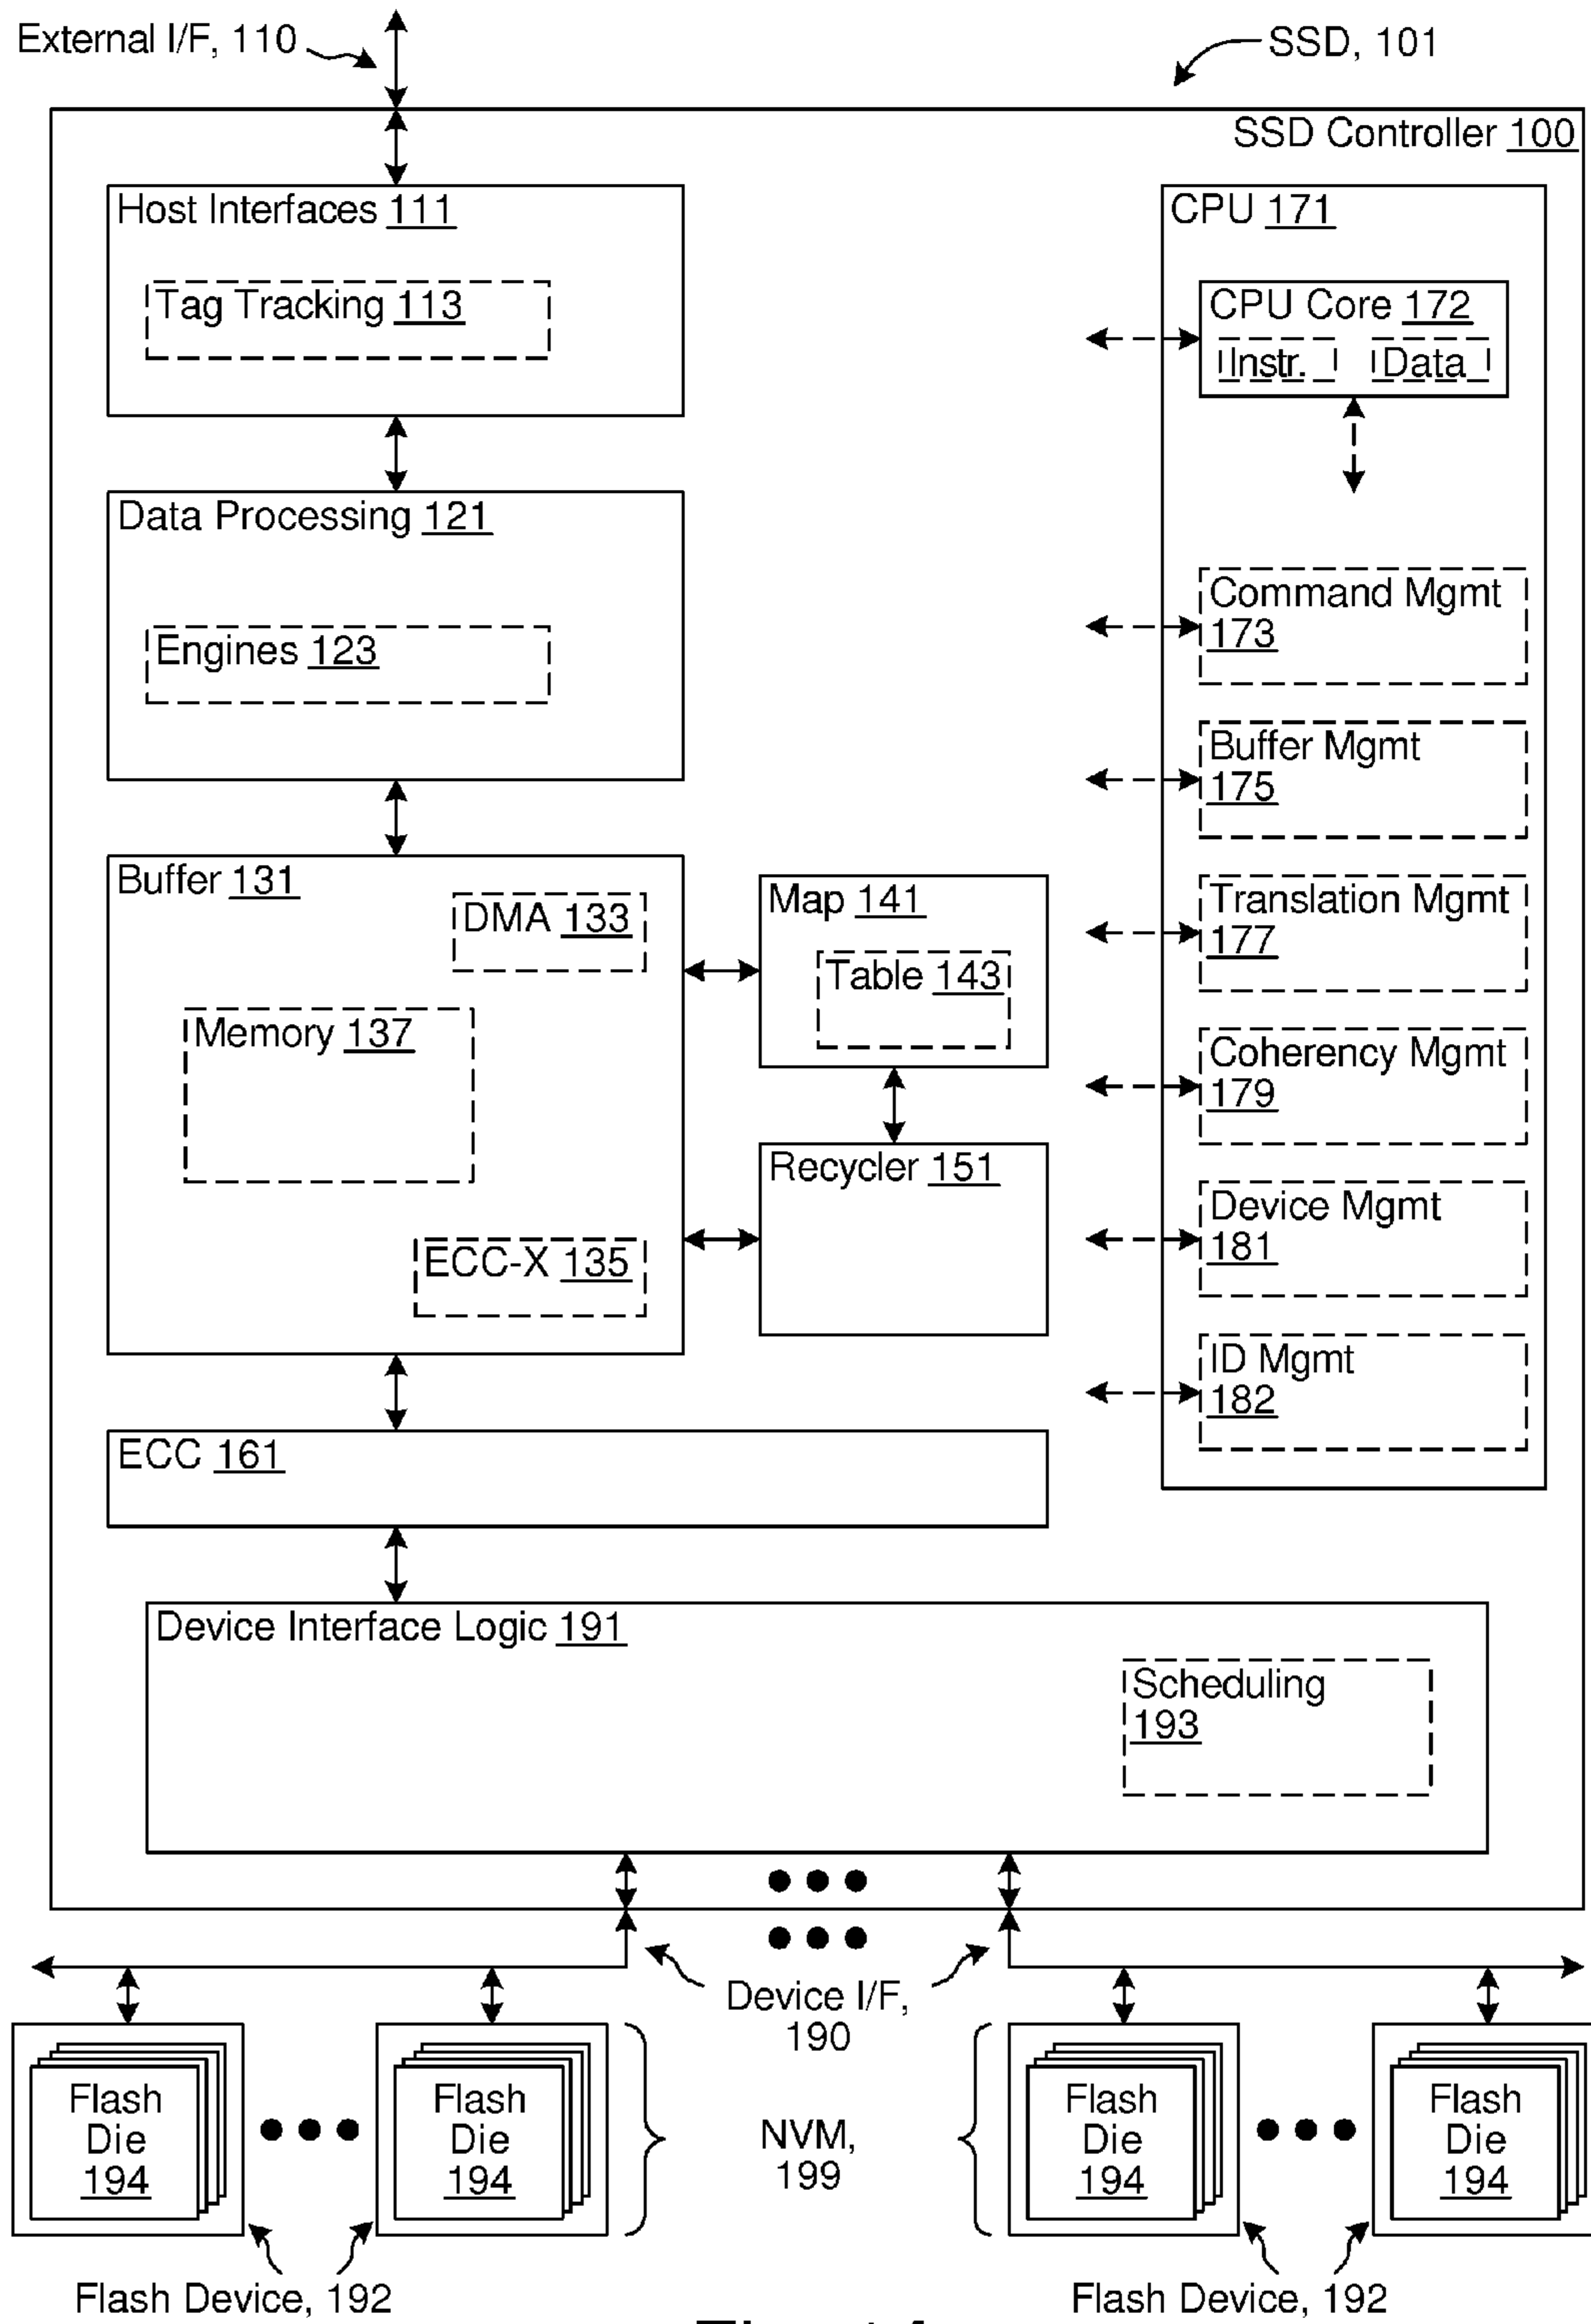 External I/F, 110
SSD, 101
SSD Controller 100
Host Interfaces 111
Tag Tracking 113
Data Processing 121
Engines 123
Buffer 131
DMA 133
Memory 137
ECC-X 135
Map 141
Table 143
Recycler 151
ECC 161
CPU 171
CPU Core 172
Instr. Data
Command Mgmt
173
Buffer Mgmt
175
Translation Mgmt
177
Coherency Mgmt
179
Device Mgmt
181
ID Mgmt
182
Device Interface Logic 191
Scheduling
193
Device I/F,
190
Flash
Die
194
Flash
Die
194
NVM,
199
Flash
Die
194
Flash
Die
194
Flash Device, 192
Flash Device, 192